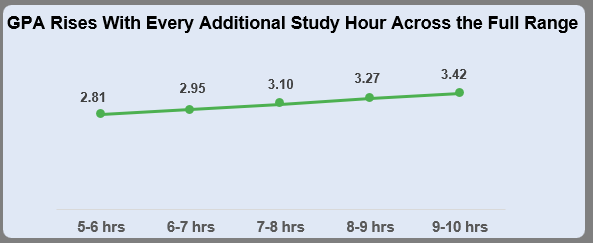 GPA Rises With Every Additional Study Hour Across the Full Range
2.81 2.95 3.10 3.27 3.42
5-6 hrs 6-7 hrs 7-8 hrs 8-9 hrs 9-10 hrs